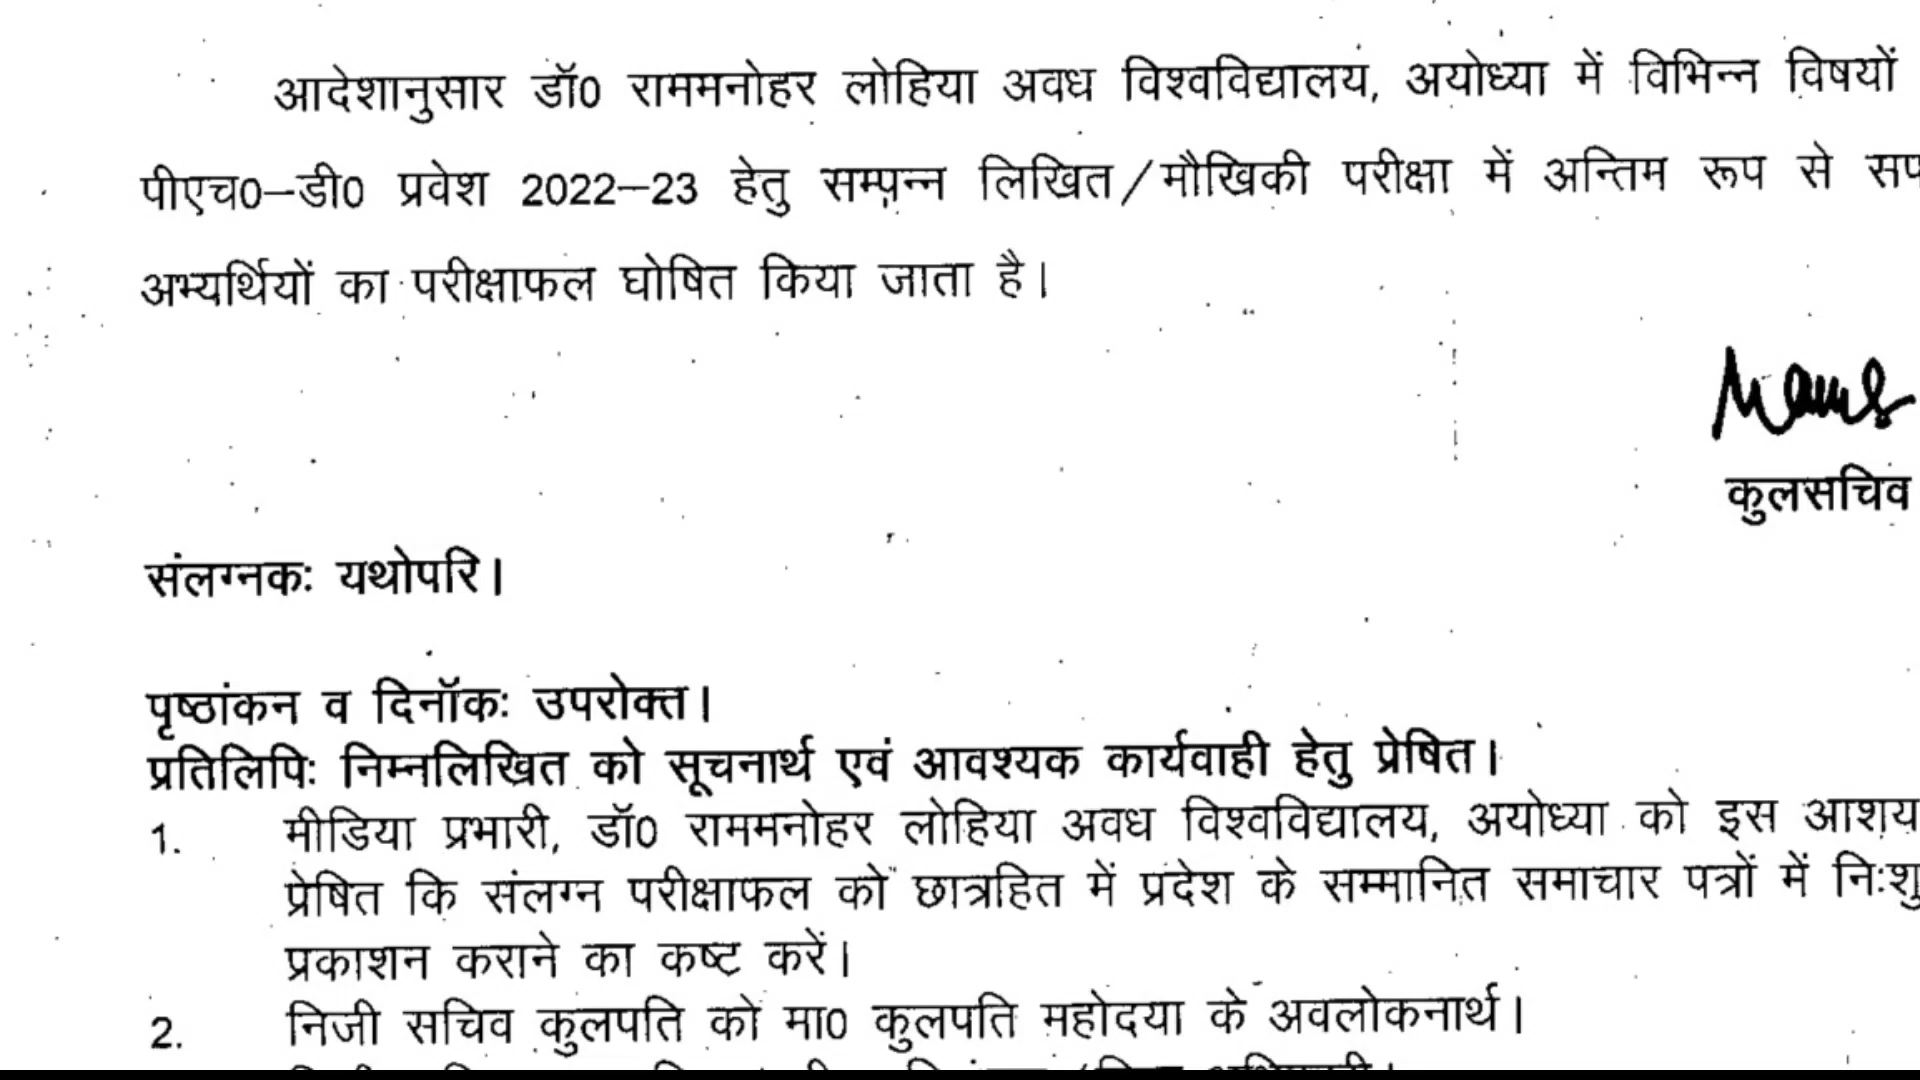 आदेशानुसार डॉ0 राममनोहर लोहिया अवध विश्वविद्यालय, अयोध्या में विभिन्न विषयों
पीएच0–डी0 प्रवेश 2022–23 हेतु सम्पन्न लिखित/मौखिकी परीक्षा में अन्तिम रूप से
अभ्यर्थियों का परीक्षाफल घोषित किया जाता है।
कुलसचिव
संलग्नकः यथोपरि।
पृष्ठांकन व दिनॉकः उपरोक्त।
प्रतिलिपिः निम्नलिखित को सूचनार्थ एवं आवश्यक कार्यवाही हेतु प्रेषित।
1. मीडिया प्रभारी, डॉ0 राममनोहर लोहिया अवध विश्वविद्यालय, अयोध्या को इस आशय
प्रेषित कि संलग्न परीक्षाफल को छात्रहित में प्रदेश के सम्मानित समाचार पत्रों में
प्रकाशन कराने का कष्ट करें।
2. निजी सचिव कुलपति को मा0 कुलपति महोदया के अवलोकनार्थ।